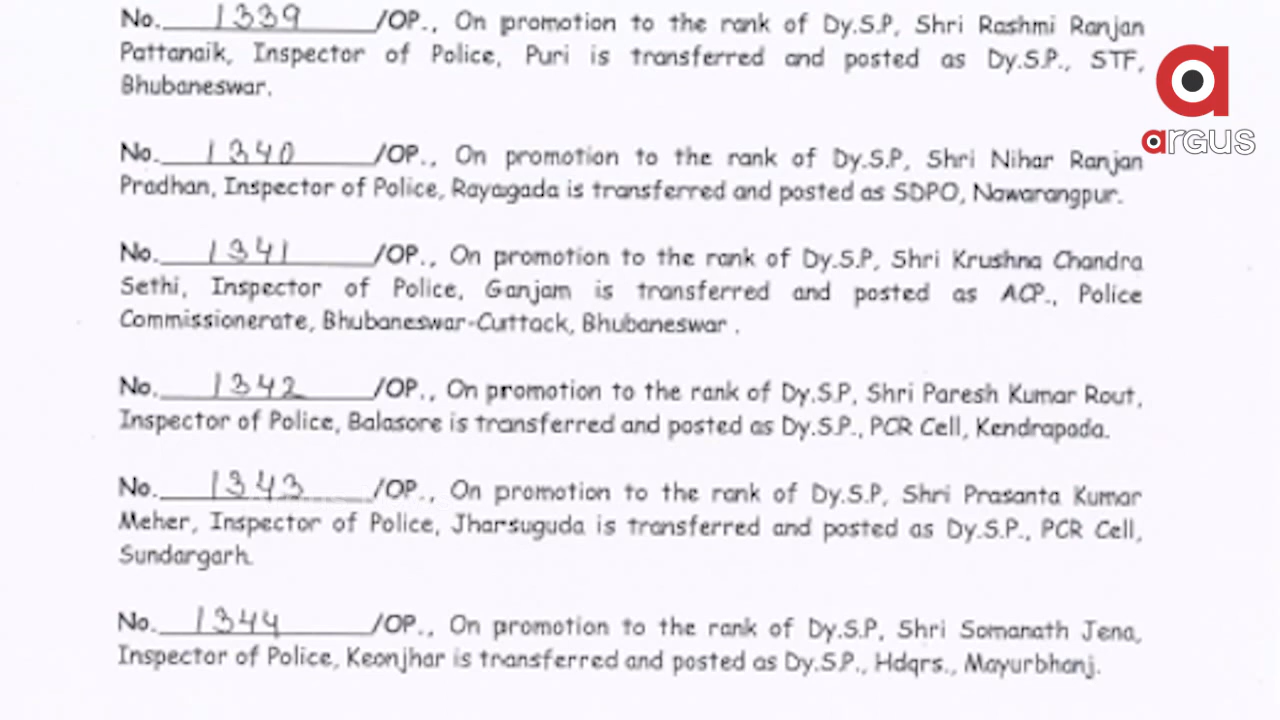 No. 1339 /OP., On promotion to the rank of Dy.S.P, Shri Rashmi Ranjan
Pattanaik, Inspector of Police, Puri is transferred and posted as Dy.S.P., STF,
Bhubaneswar.
argus
No. 1340 /OP., On promotion to the rank of Dy.S.P, Shri Nihar Ranjan
Pradhan, Inspector of Police, Rayagada is transferred and posted as SDPO, Nawarangpur.
No. 1341 /OP., On promotion to the rank of Dy.S.P, Shri Krushna Chandra
Sethi, Inspector of Police, Ganjam is transferred and posted as ACP., Police
Commissionerate, Bhubaneswar-Cuttack, Bhubaneswar .
No. 1342 /OP., On promotion to the rank of Dy.S.P, Shri Paresh Kumar Rout,
Inspector of Police, Balasore is transferred and posted as Dy.S.P., PCR Cell, Kendrapada.
No. 1343 /OP., On promotion to the rank of Dy.S.P, Shri Prasanta Kumar
Meher, Inspector of Police, Jharsuguda is transferred and posted as Dy.S.P., PCR Cell,
Sundargarh.
No. 1344 /OP., On promotion to the rank of Dy.S.P, Shri Somanath Jena,
Inspector of Police, Keonjhar is transferred and posted as Dy.S.P., Hdqrs., Mayurbhanj.